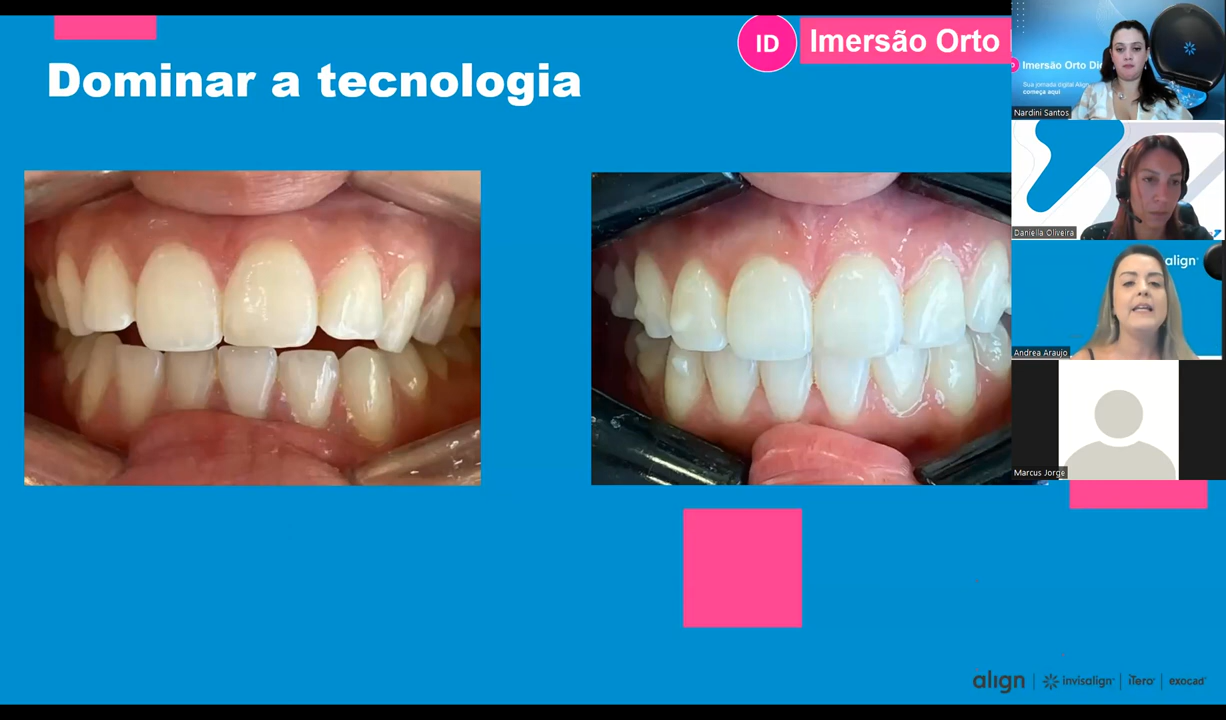 Dominar a tecnologia
ID
Imersão Orto
Imersão Orto Di
Sua jornada digital Align
começa aqui
Nardini Santos
Daniella Oliveira
align
Andrea Araujo
Marcus Jorge
align | invisalign | iTero | exocad